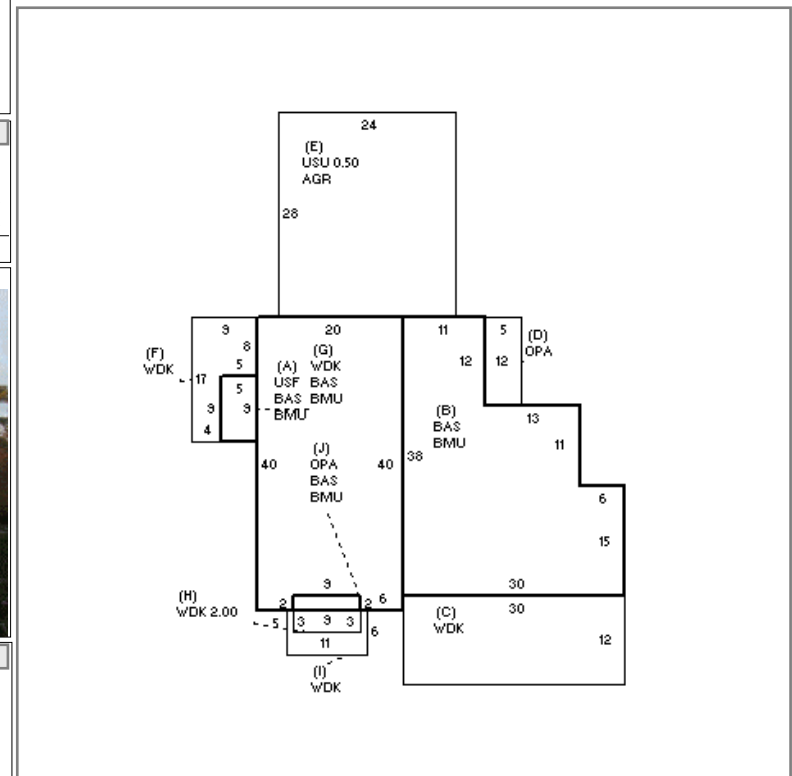 24
(E)
USU 0.50
AGR
28
9
20
11
5
(D)
OPA
(F)
WDK
8
(G)
WDK
BAS
BMU
12
12
17
5
(A)
USF
BAS
BMU
5
9
9
4
(B)
BAS
BMU
13
11
(J)
OPA
BAS
BMU
38
40
40
6
15
9
30
(H)
WDK 2.00
2
2
6
(C)
WDK
30
5
3
9
3
6
11
12
(I)
WDK